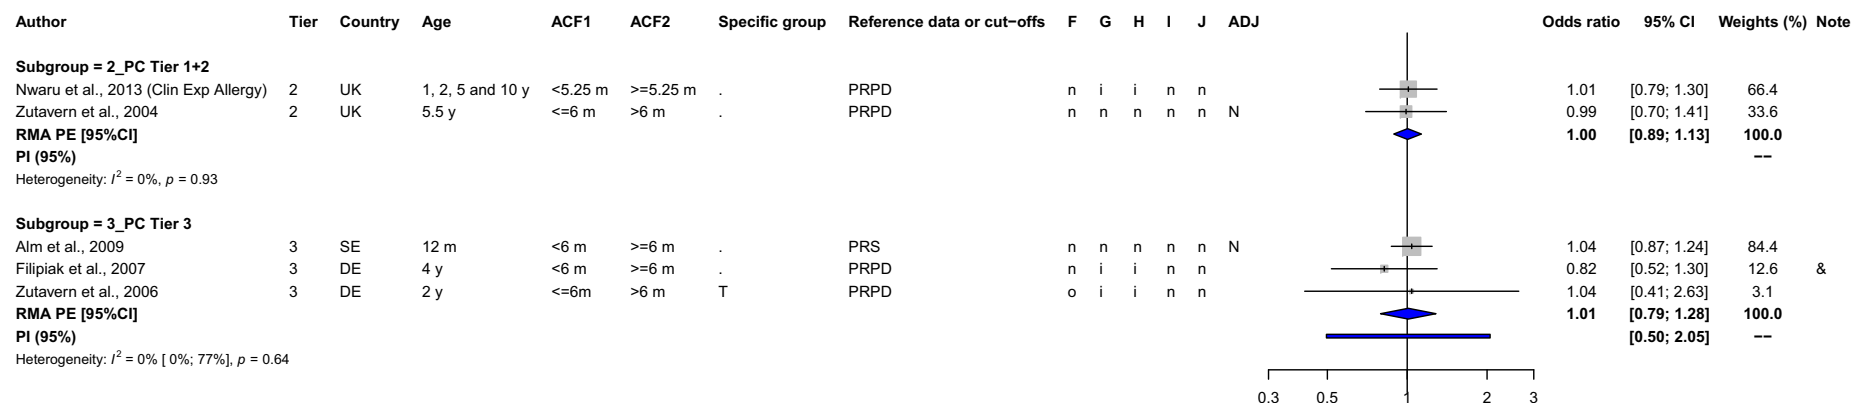 Author Tier Country Age ACF1 ACF2 Specific group Reference data or cut−offs F G H I J ADJ Odds ratio 95% CI Weights (%) Note
Subgroup = 2_PC Tier 1+2
Nwaru et al., 2013 (Clin Exp Allergy) 2 UK 1, 2, 5 and 10 y <5.25 m >=5.25 m . PRPD n i i n n 1.01 [0.79; 1.30] 66.4
Zutavern et al., 2004 2 UK 5.5 y <=6 m >6 m . PRPD n n n n n N 0.99 [0.70; 1.41] 33.6
RMA PE [95%CI] 1.00 [0.89; 1.13] 100.0
PI (95%) −−
Heterogeneity: I² = 0%, p = 0.93
Subgroup = 3_PC Tier 3
Alm et al., 2009 3 SE 12 m <6 m >=6 m . PRS n n n n n N 1.04 [0.87; 1.24] 84.4
Filipiak et al., 2007 3 DE 4 y <6 m >=6 m . PRPD n i i n n 0.82 [0.52; 1.30] 12.6 &
Zutavern et al., 2006 3 DE 2 y <=6m >6 m T PRPD o i i n n 1.04 [0.41; 2.63] 3.1
RMA PE [95%CI] 1.01 [0.79; 1.28] 100.0
PI (95%) [0.50; 2.05] −−
Heterogeneity: I² = 0% [ 0%; 77%], p = 0.64
0.3 0.5 1 2 3